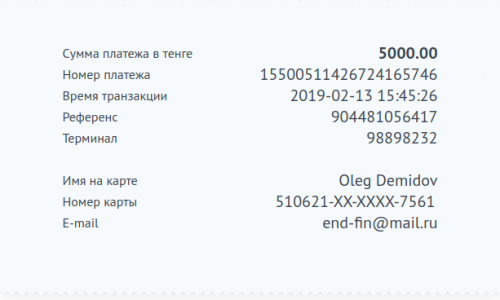 Сумма платежа в тенге 5000.00
Номер платежа 15500511426724165746
Время транзакции 2019-02-13 15:45:26
Референс 904481056417
Терминал 98898232
Имя на карте Oleg Demidov
Номер карты 510621-XX-XXXX-7561
E-mail end-fin@mail.ru